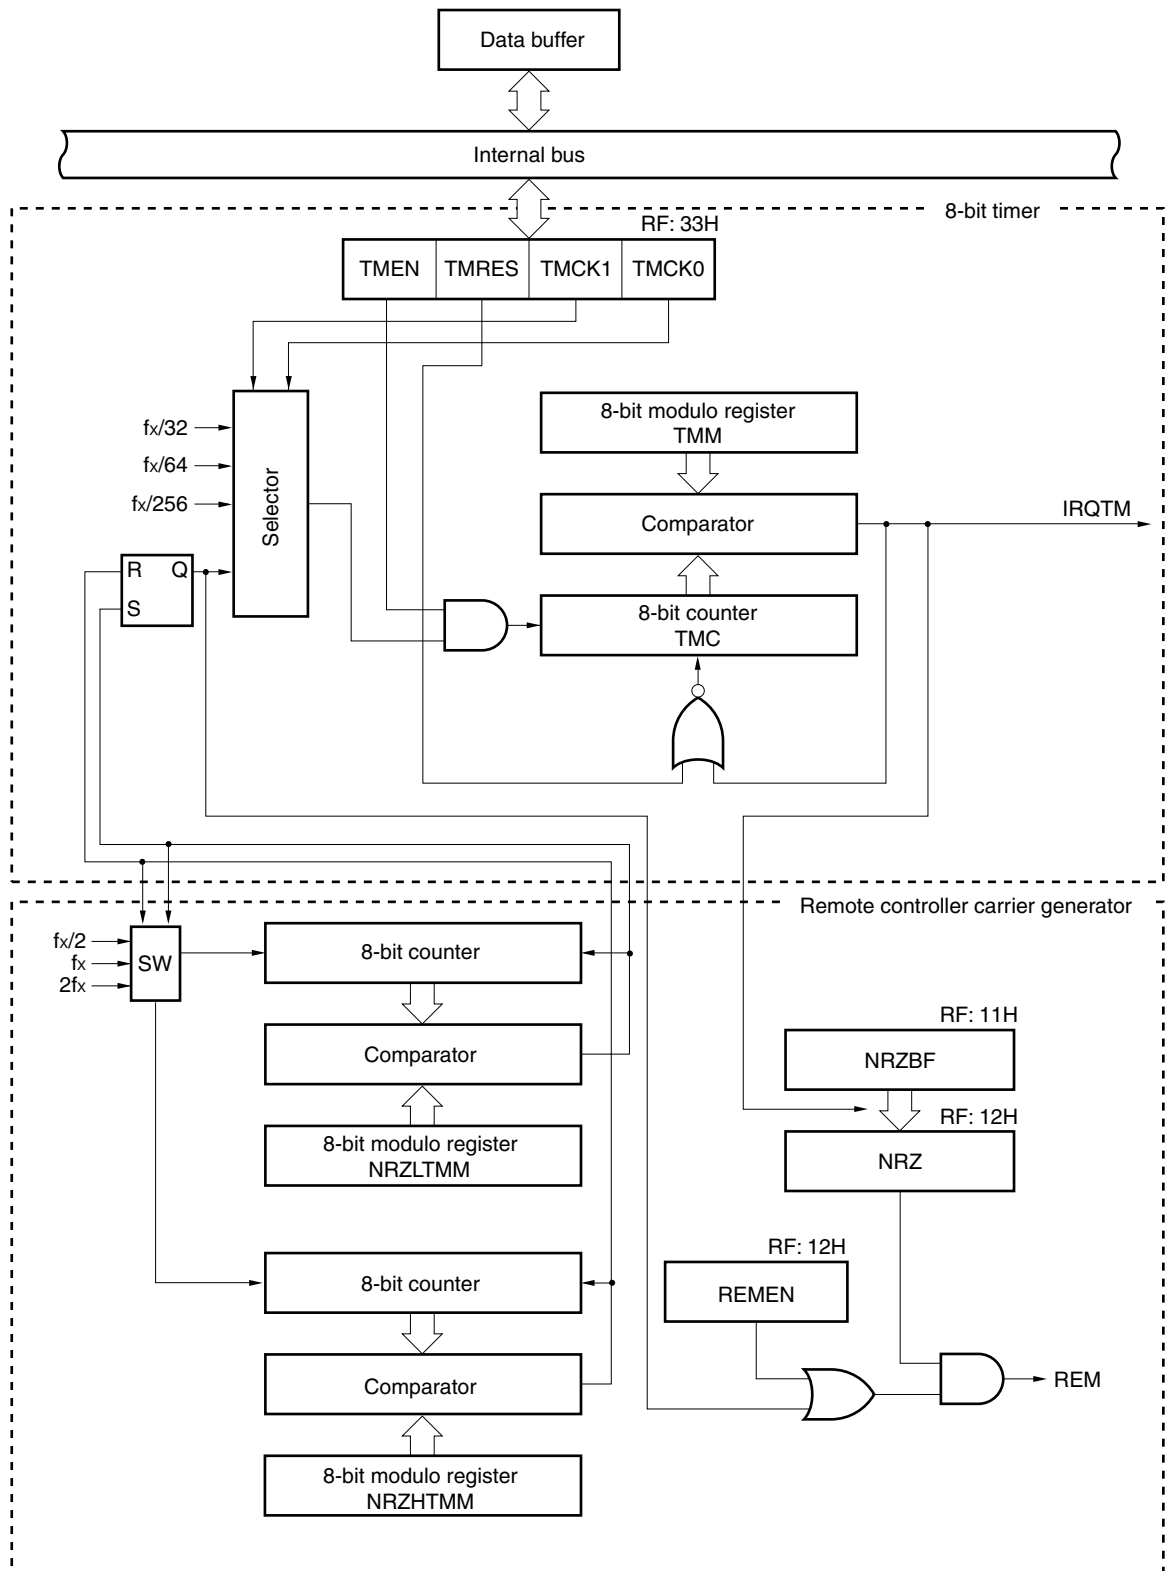 Data buffer
Internal bus
8-bit timer
RF: 33H
TMEN
TMRES
TMCK1
TMCK0
fx/32
fx/64
fx/256
Selector
R
Q
S
8-bit modulo register
TMM
Comparator
IRQTM
8-bit counter
TMC
Remote controller carrier generator
fx/2
fx
2fx
SW
8-bit counter
Comparator
8-bit modulo register
NRZLTMM
RF: 11H
NRZBF
RF: 12H
NRZ
8-bit counter
Comparator
8-bit modulo register
NRZHTMM
RF: 12H
REMEN
REM